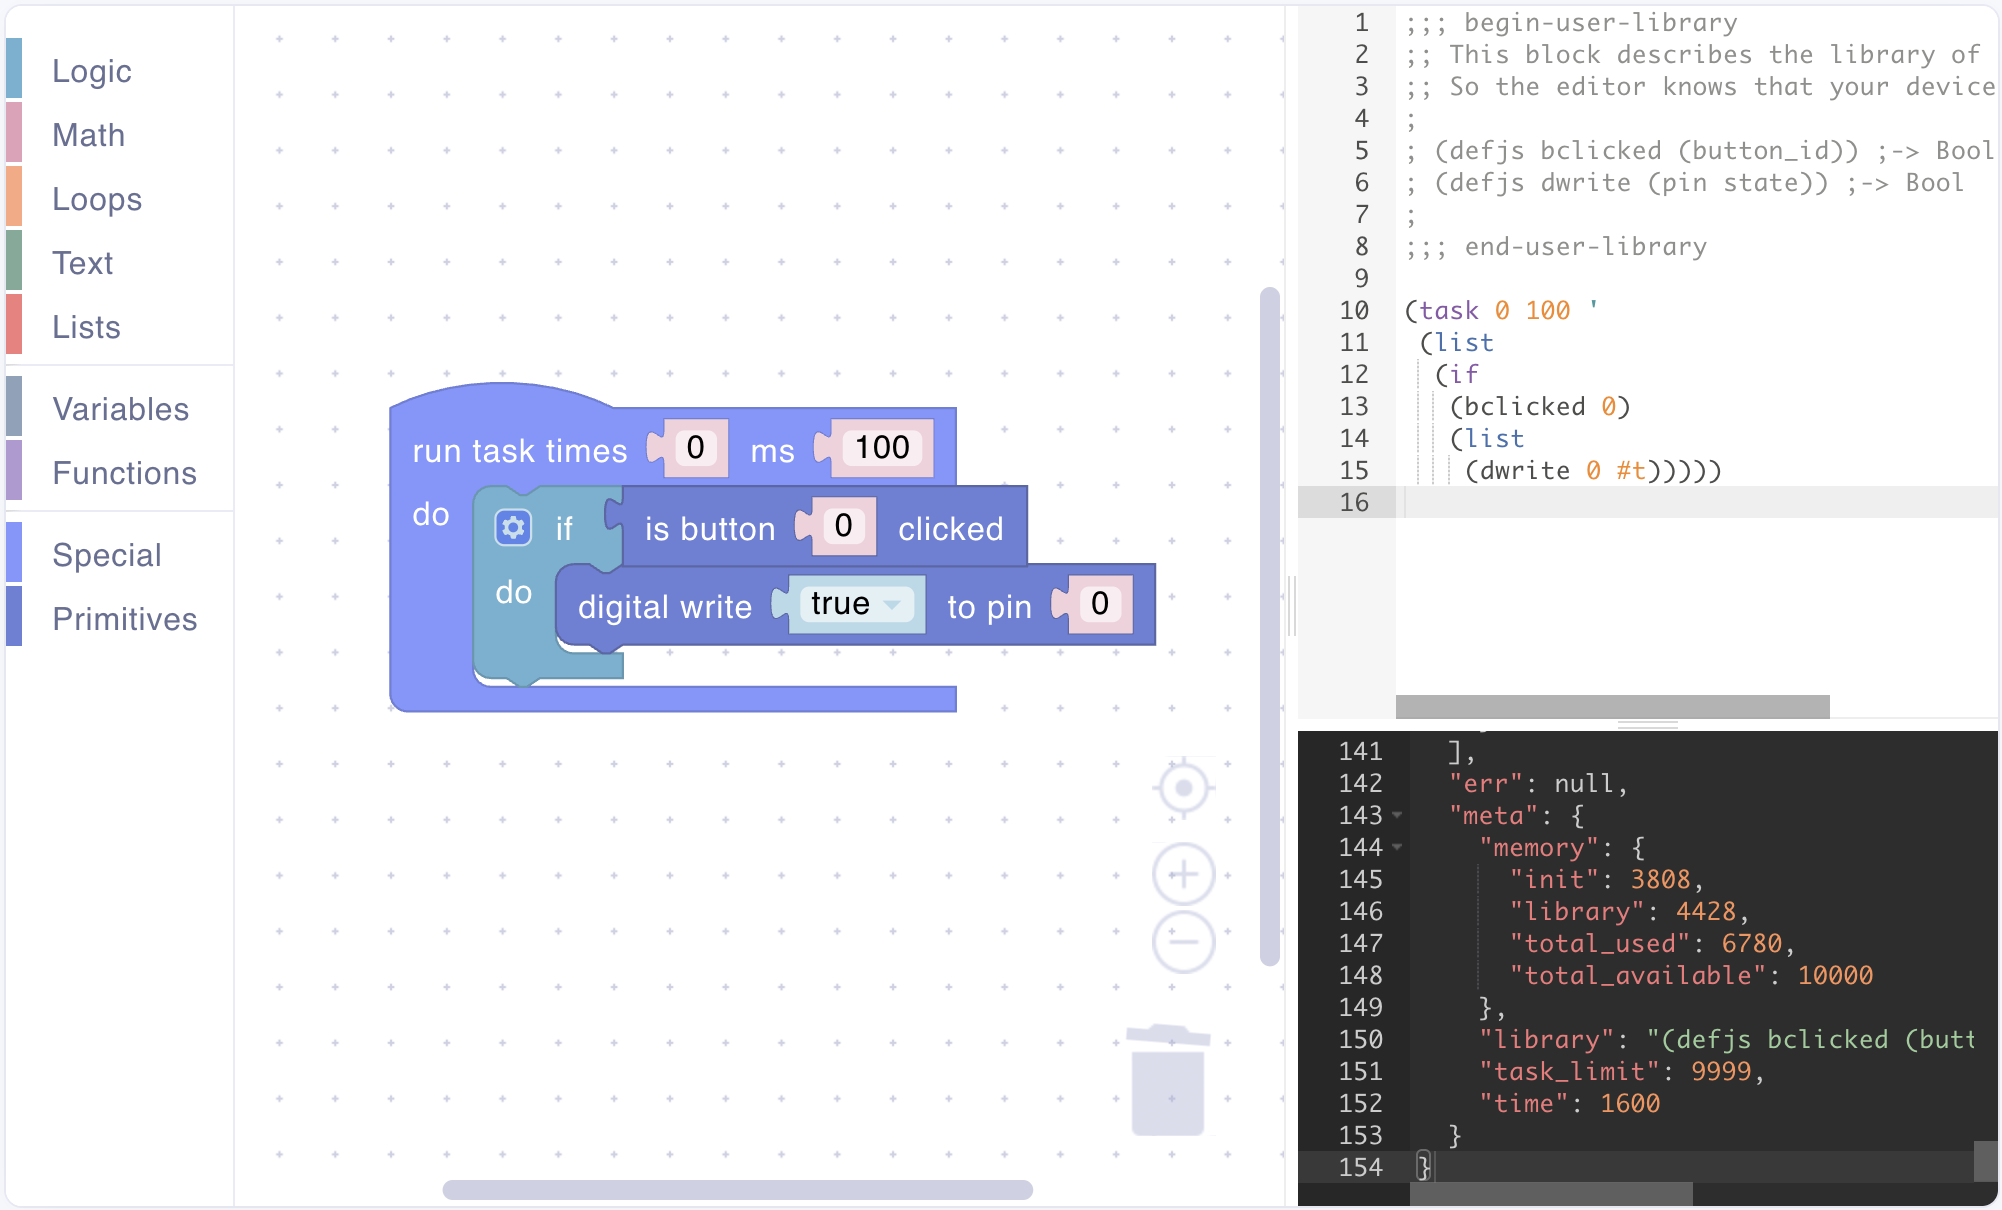 Logic
Math
Loops
Text
Lists
Variables
Functions
Special
Primitives
run task times 0 ms 100
do if is button 0 clicked
do digital write true to pin 0
1 ;;; begin-user-library
2 ;; This block describes the library of
3 ;; So the editor knows that your device
4 ;
5 ; (defjs bclicked (button_id)) ;-> Bool
6 ; (defjs dwrite (pin state)) ;-> Bool
7 ;
8 ;;; end-user-library
9
10 (task 0 100 '
11 (list
12 (if
13 (bclicked 0)
14 (list
15 (dwrite 0 #t)))))
16
141 ],
142 "err": null,
143 "meta": {
144 "memory": {
145 "init": 3808,
146 "library": 4428,
147 "total_used": 6780,
148 "total_available": 10000
149 },
150 "library": "(defjs bclicked (butt
151 "task_limit": 9999,
152 "time": 1600
153 }
154 }